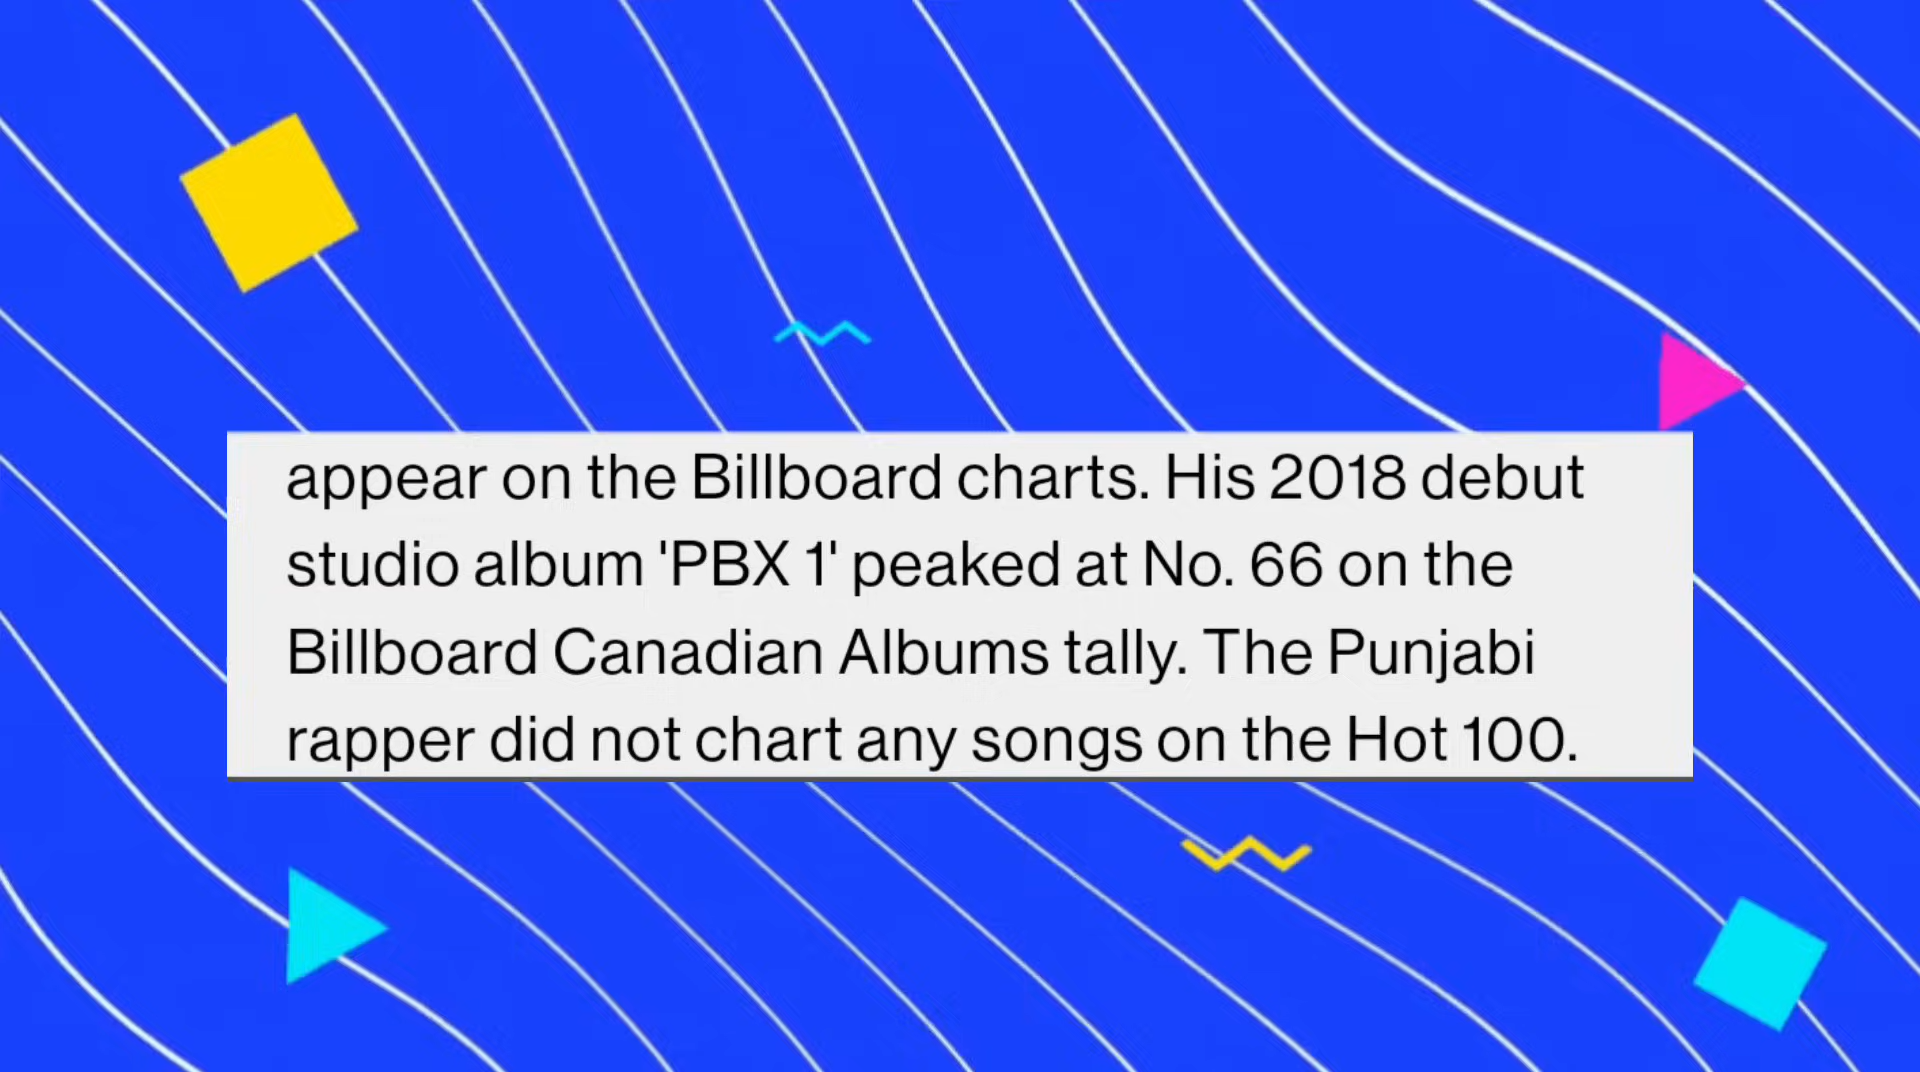 appear on the Billboard charts. His 2018 debut
studio album 'PBX 1' peaked at No. 66 on the
Billboard Canadian Albums tally. The Punjabi
rapper did not chart any songs on the Hot 100.